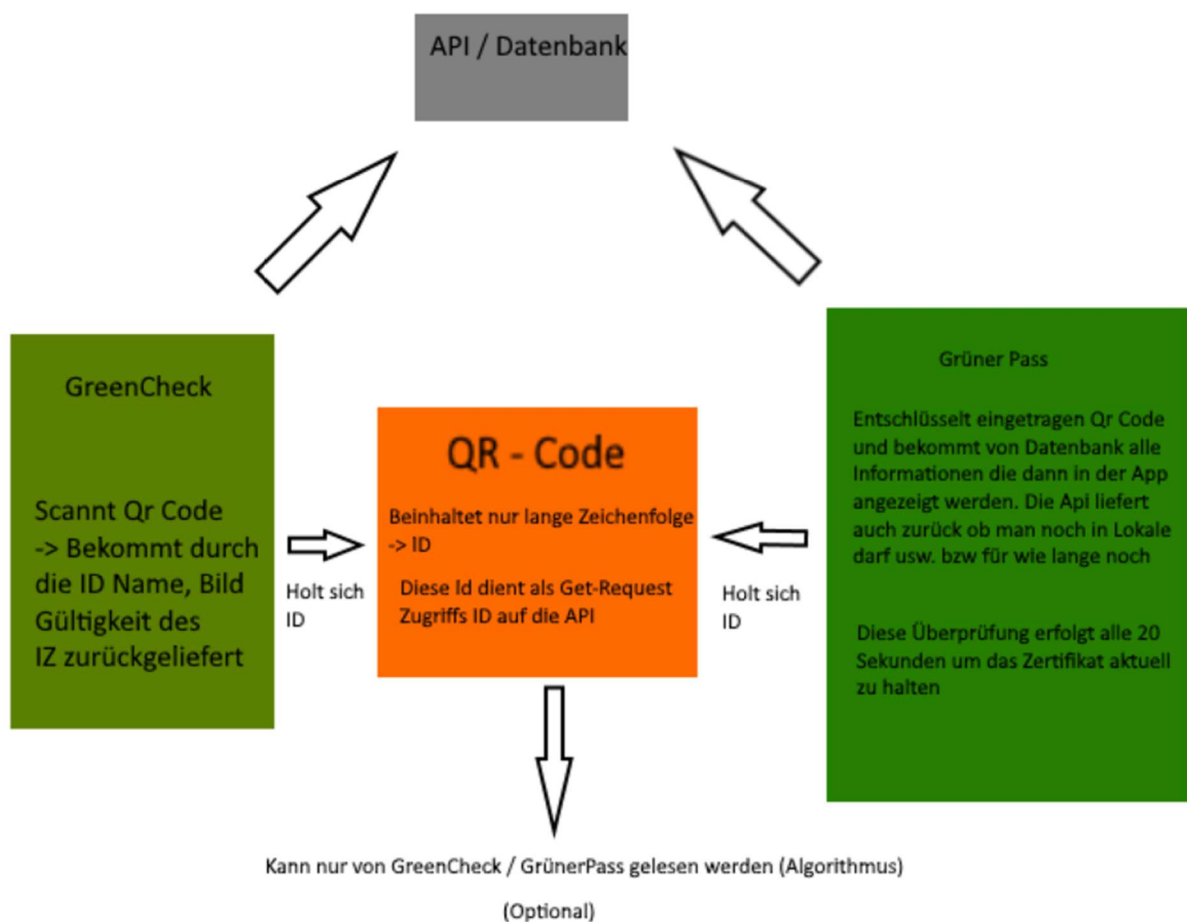 API / Datenbank
GreenCheck
Scannt Qr Code
-> Bekommt durch
die ID Name, Bild
Gültigkeit des
IZ zurückgeliefert
Holt sich
ID
QR - Code
Beinhaltet nur lange Zeichenfolge
-> ID
Diese Id dient als Get-Request
Zugriffs ID auf die API
Holt sich
ID
Grüner Pass
Entschlüsselt eingetragen Qr Code
und bekommt von Datenbank alle
Informationen die dann in der App
angezeigt werden. Die Api liefert
auch zurück ob man noch in Lokale
darf usw. bzw für wie lange noch
Diese Überprüfung erfolgt alle 20
Sekunden um das Zertifikat aktuell
zu halten
Kann nur von GreenCheck / GrünerPass gelesen werden (Algorithmus)
(Optional)